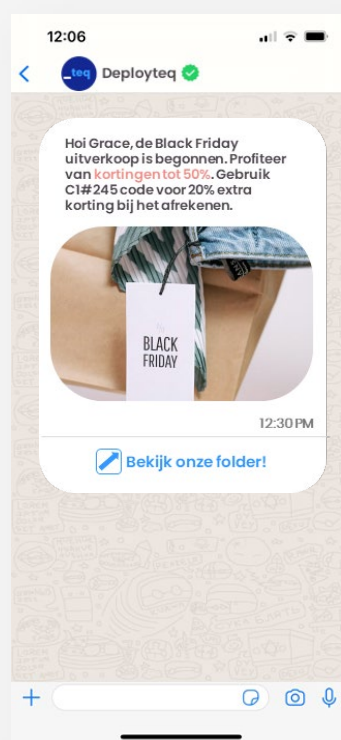 12:06
_teq Deployteq
Hoi Grace, de Black Friday
uitverkoop is begonnen. Profiteer
van kortingen tot 50%. Gebruik
C1#245 code voor 20% extra
korting bij het afrekenen.
BLACK
FRIDAY
12:30 PM
Bekijk onze folder!